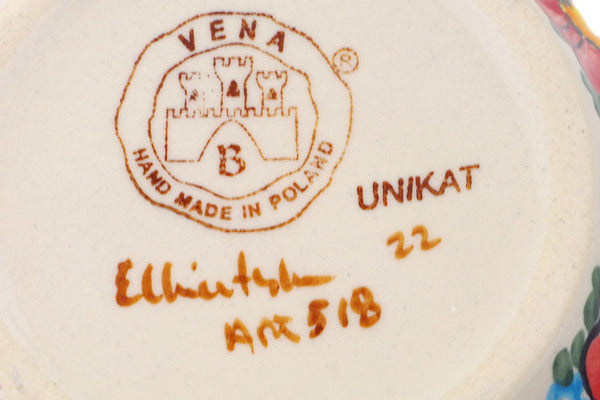 VENA
®
B
HAND MADE IN POLAND
UNIKAT
22
Art 518